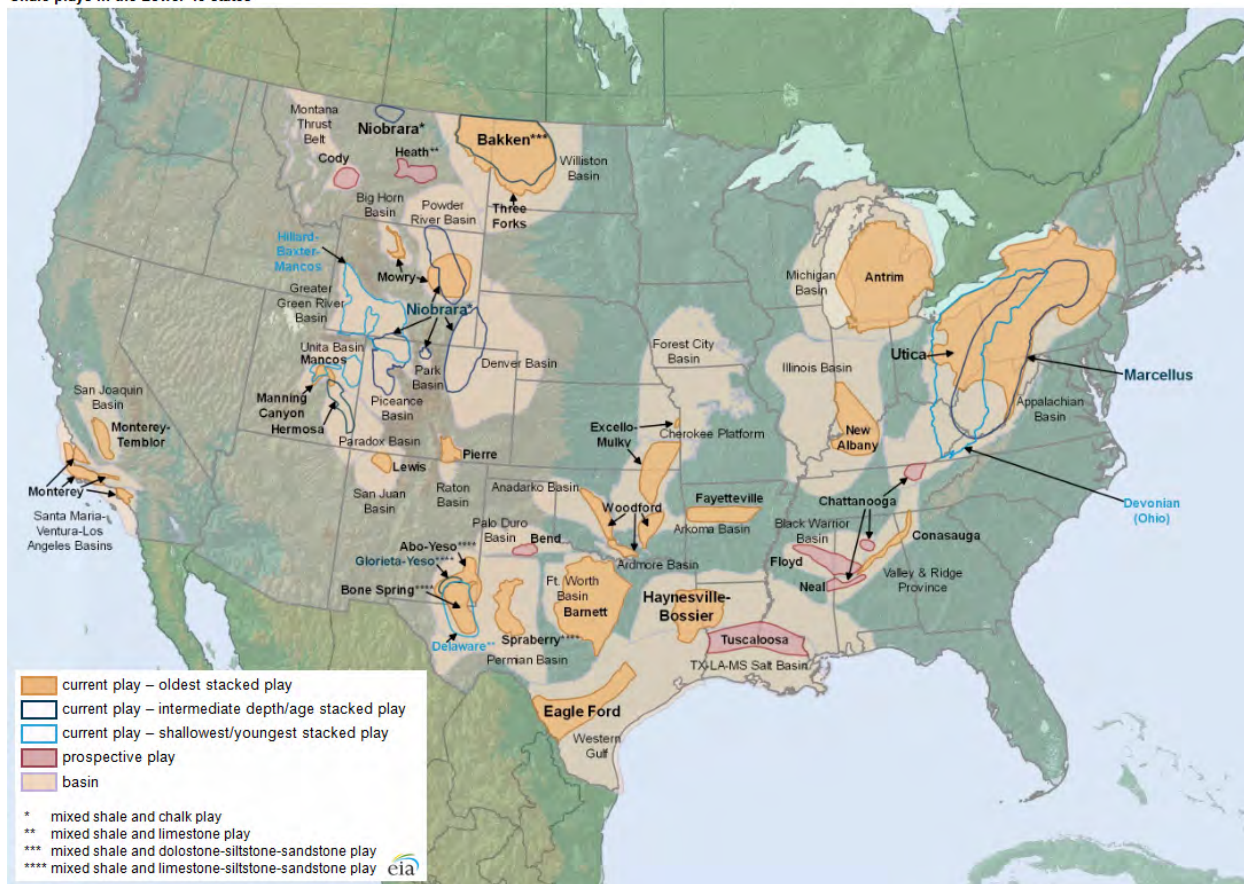 Montana
Thrust
Belt
Niobrara*
Cody
Heath**
Bakken***
Williston
Basin
Three
Forks
Big Horn
Basin
Powder
River Basin
Hilliard-
Baxter-
Mancos
Mowry
Greater
Green River
Basin
Niobrara*
Michigan
Basin
Antrim
Unita Basin
Mancos
Park
Basin
Denver Basin
Forest City
Basin
Illinois Basin
Utica
Marcellus
Appalachian
Basin
San Joaquin
Basin
Manning
Canyon
Hermosa
Piceance
Basin
Monterey-
Temblor
Paradox Basin
Excello-
Mulky
Cherokee Platform
New
Albany
Monterey
Lewis
Pierre
San Juan
Basin
Raton
Basin
Anadarko Basin
Woodford
Fayetteville
Chattanooga
Devonian
(Ohio)
Santa Maria-
Ventura-Los
Angeles Basins
Palo Duro
Basin
Bend
Arkoma Basin
Black Warrior
Basin
Conasauga
Abo-Yeso****
Glorieta-Yeso****
Ardmore Basin
Floyd
Neal
Valley & Ridge
Province
Bone Spring****
Ft. Worth
Basin
Barnett
Haynesville-
Bossier
Delaware**
Spraberry****
Permian Basin
Tuscaloosa
TX-LA-MS Salt Basin
Eagle Ford
Western
Gulf
current play – oldest stacked play
current play – intermediate depth/age stacked play
current play – shallowest/youngest stacked play
prospective play
basin
* mixed shale and chalk play
** mixed shale and limestone play
*** mixed shale and dolostone-siltstone-sandstone play
**** mixed shale and limestone-siltstone-sandstone play
eia